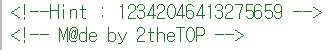 <!--Hint : 12342046413275659 -->
<!-- M@de by 2theTOP -->